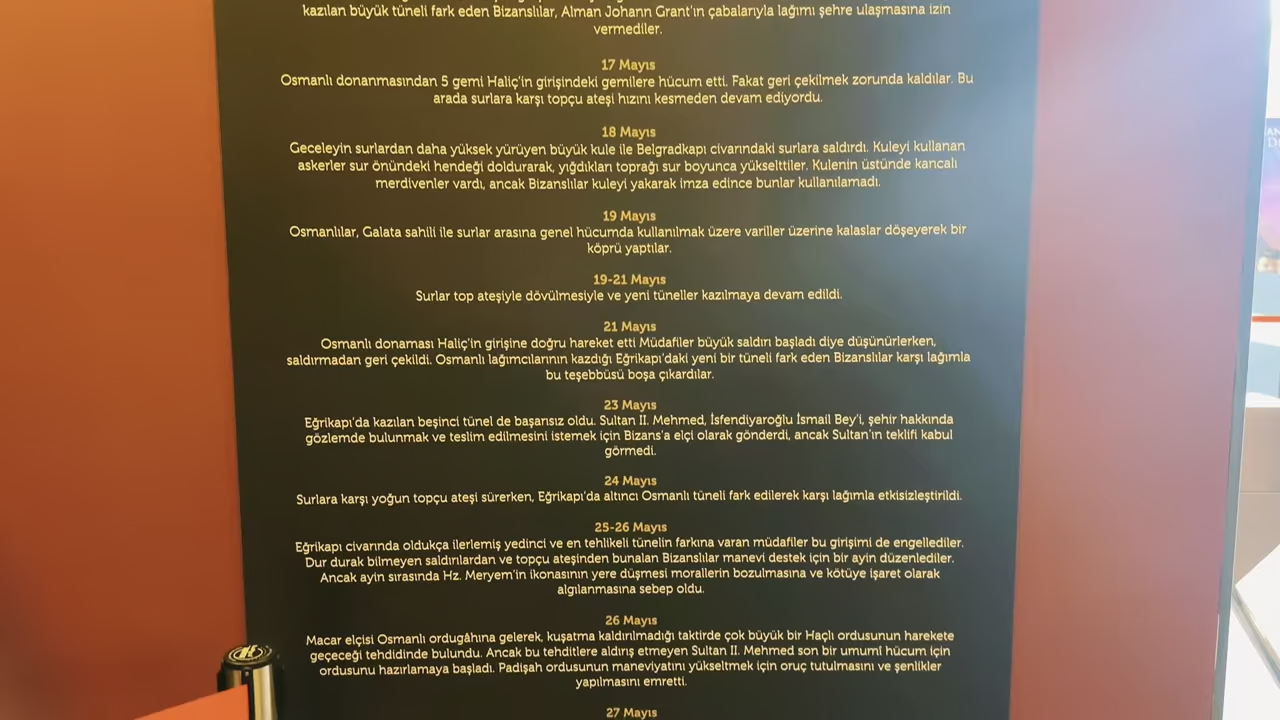 kazılan büyük tüneli fark eden Bizanslılar, Alman Johann Grant'ın çabalarıyla lağımı şehre ulaşmasına izin
vermediler.
17 Mayıs
Osmanlı donanmasından 5 gemi Haliç'in girişindeki gemilere hücum etti. Fakat geri çekilmek zorunda kaldılar. Bu
arada surlara karşı topçu ateşi hızını kesmeden devam ediyordu.
18 Mayıs
Geceleyin surlardan daha yüksek yürüyen büyük kule ile Belgradkapı civarındaki surlara saldırdı. Kuleyi kullanan
askerler sur önündeki hendeği doldurarak, yığdıkları toprağı sur boyunca yükselttiler. Kulenin üstünde kancalı
merdivenler vardı, ancak Bizanslılar kuleyi yakarak imza edince bunlar kullanılamadı.
19 Mayıs
Osmanlılar, Galata sahili ile surlar arasına genel hücumda kullanılmak üzere variller üzerine kalaslar döşeyerek bir
köprü yaptılar.
19-21 Mayıs
Surlar top ateşiyle dövülmesiyle ve yeni tüneller kazılmaya devam edildi.
21 Mayıs
Osmanlı donaması Haliç'in girişine doğru hareket etti Müdafiler büyük saldırı başladı diye düşünürlerken,
saldırmadan geri çekildi. Osmanlı lağımcılarının kazdığı Eğrikapı'daki yeni bir tüneli fark eden Bizanslılar karşı lağımla
bu teşebbüsü boşa çıkardılar.
23 Mayıs
Eğrikapı'da kazılan beşinci tünel de başarısız oldu. Sultan II. Mehmed, İsfendiyaroğlu İsmail Bey'i, şehir hakkında
gözlemde bulunmak ve teslim edilmesini istemek için Bizans'a elçi olarak gönderdi, ancak Sultan'ın teklifi kabul
görmedi.
24 Mayıs
Surlara karşı yoğun topçu ateşi sürerken, Eğrikapı'da altıncı Osmanlı tüneli fark edilerek karşı lağımla etkisizleştirildi.
25-26 Mayıs
Eğrikapı civarında oldukça ilerlemiş yedinci ve en tehlikeli tünelin farkına varan müdafiler bu girişimi de engellediler.
Dur durak bilmeyen saldırılardan ve topçu ateşinden bunalan Bizanslılar manevi destek için bir ayin düzenlediler.
Ancak ayin sırasında Hz. Meryem'in ikonasının yere düşmesi morallerin bozulmasına ve kötüye işaret olarak
algılanmasına sebep oldu.
26 Mayıs
Macar elçisi Osmanlı ordugâhına gelerek, kuşatma kaldırılmadığı taktirde çok büyük bir Haçlı ordusunun harekete
geçeceği tehdidinde bulundu. Ancak bu tehditlere aldırış etmeyen Sultan II. Mehmed son bir umumî hücum için
ordusunu hazırlamaya başladı. Padişah ordusunun maneviyatını yükseltmek için oruç tutulmasını ve şenlikler
yapılmasını emretti.
27 Mayıs